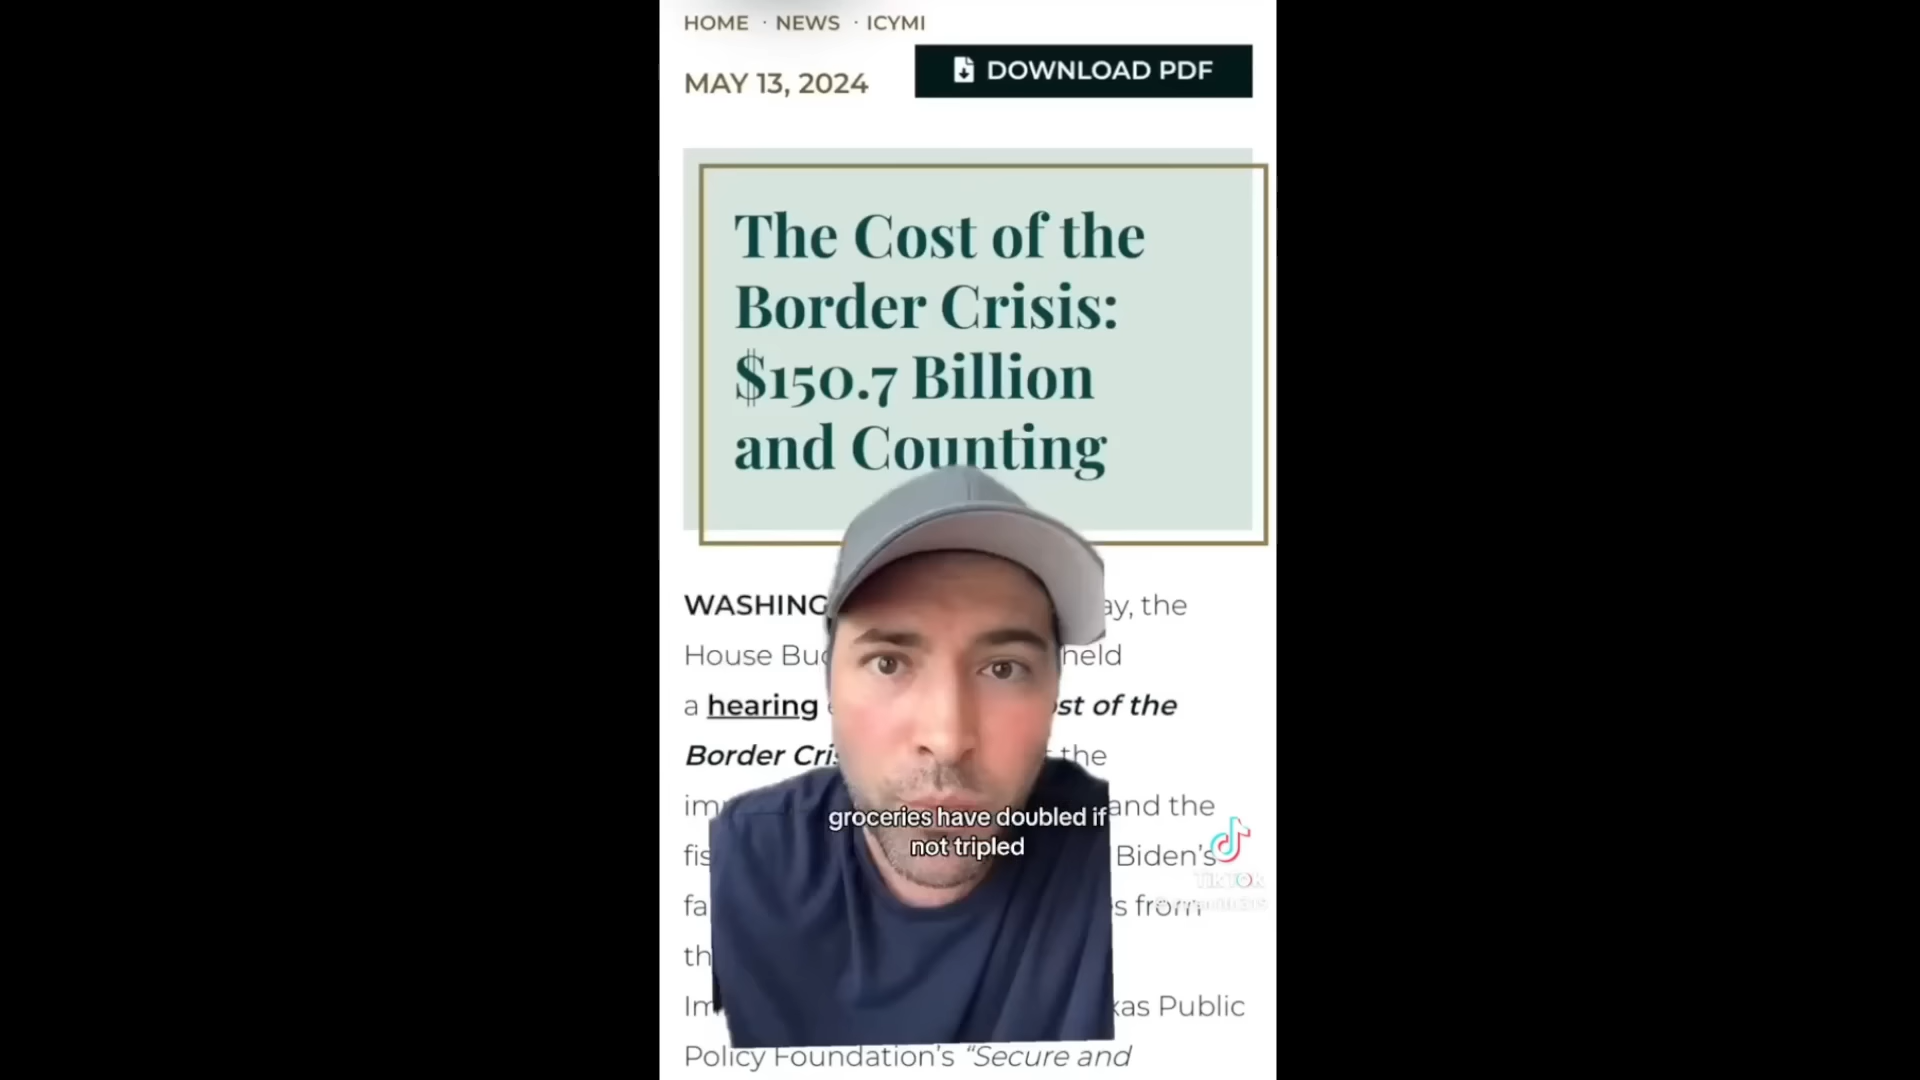 HOME · NEWS · ICYMI
MAY 13, 2024
DOWNLOAD PDF
The Cost of the
Border Crisis:
$150.7 Billion
and Counting
WASHING ay, the
House Bu held
a hearing st of the
Border Cri the
im and the
fis Biden's
fa s from
th
Im xas Public
Policy Foundation's “Secure and
groceries have doubled if
not tripled
TikTok